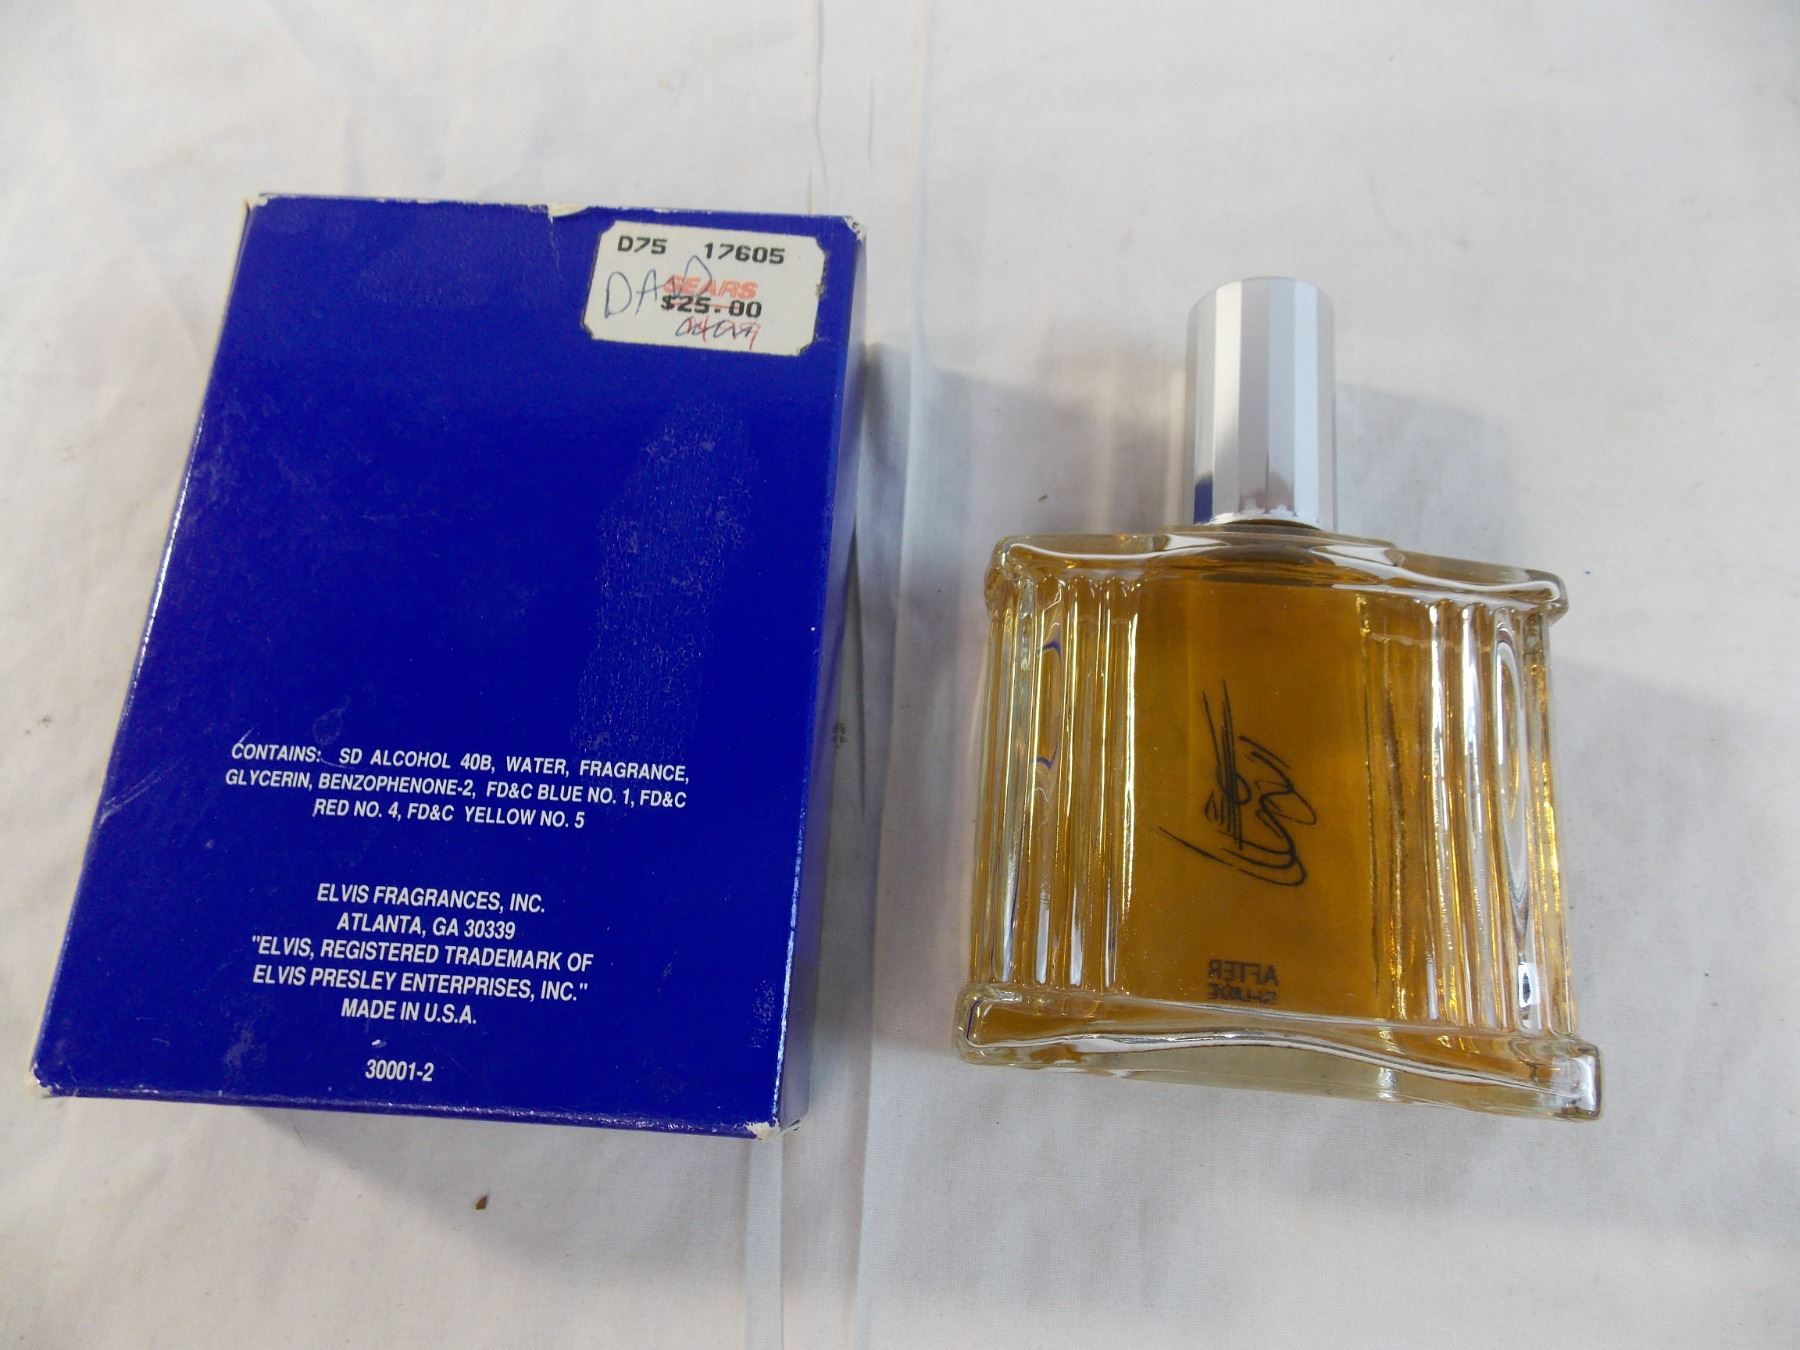 D75 17605
DAD
SEARS
$25.00
CONTAINS: SD ALCOHOL 40B, WATER, FRAGRANCE,
GLYCERIN, BENZOPHENONE-2, FD&C BLUE NO. 1, FD&C
RED NO. 4, FD&C YELLOW NO. 5
ELVIS FRAGRANCES, INC.
ATLANTA, GA 30339
"ELVIS, REGISTERED TRADEMARK OF
ELVIS PRESLEY ENTERPRISES, INC."
MADE IN U.S.A.
30001-2
AFTER
SHAVE